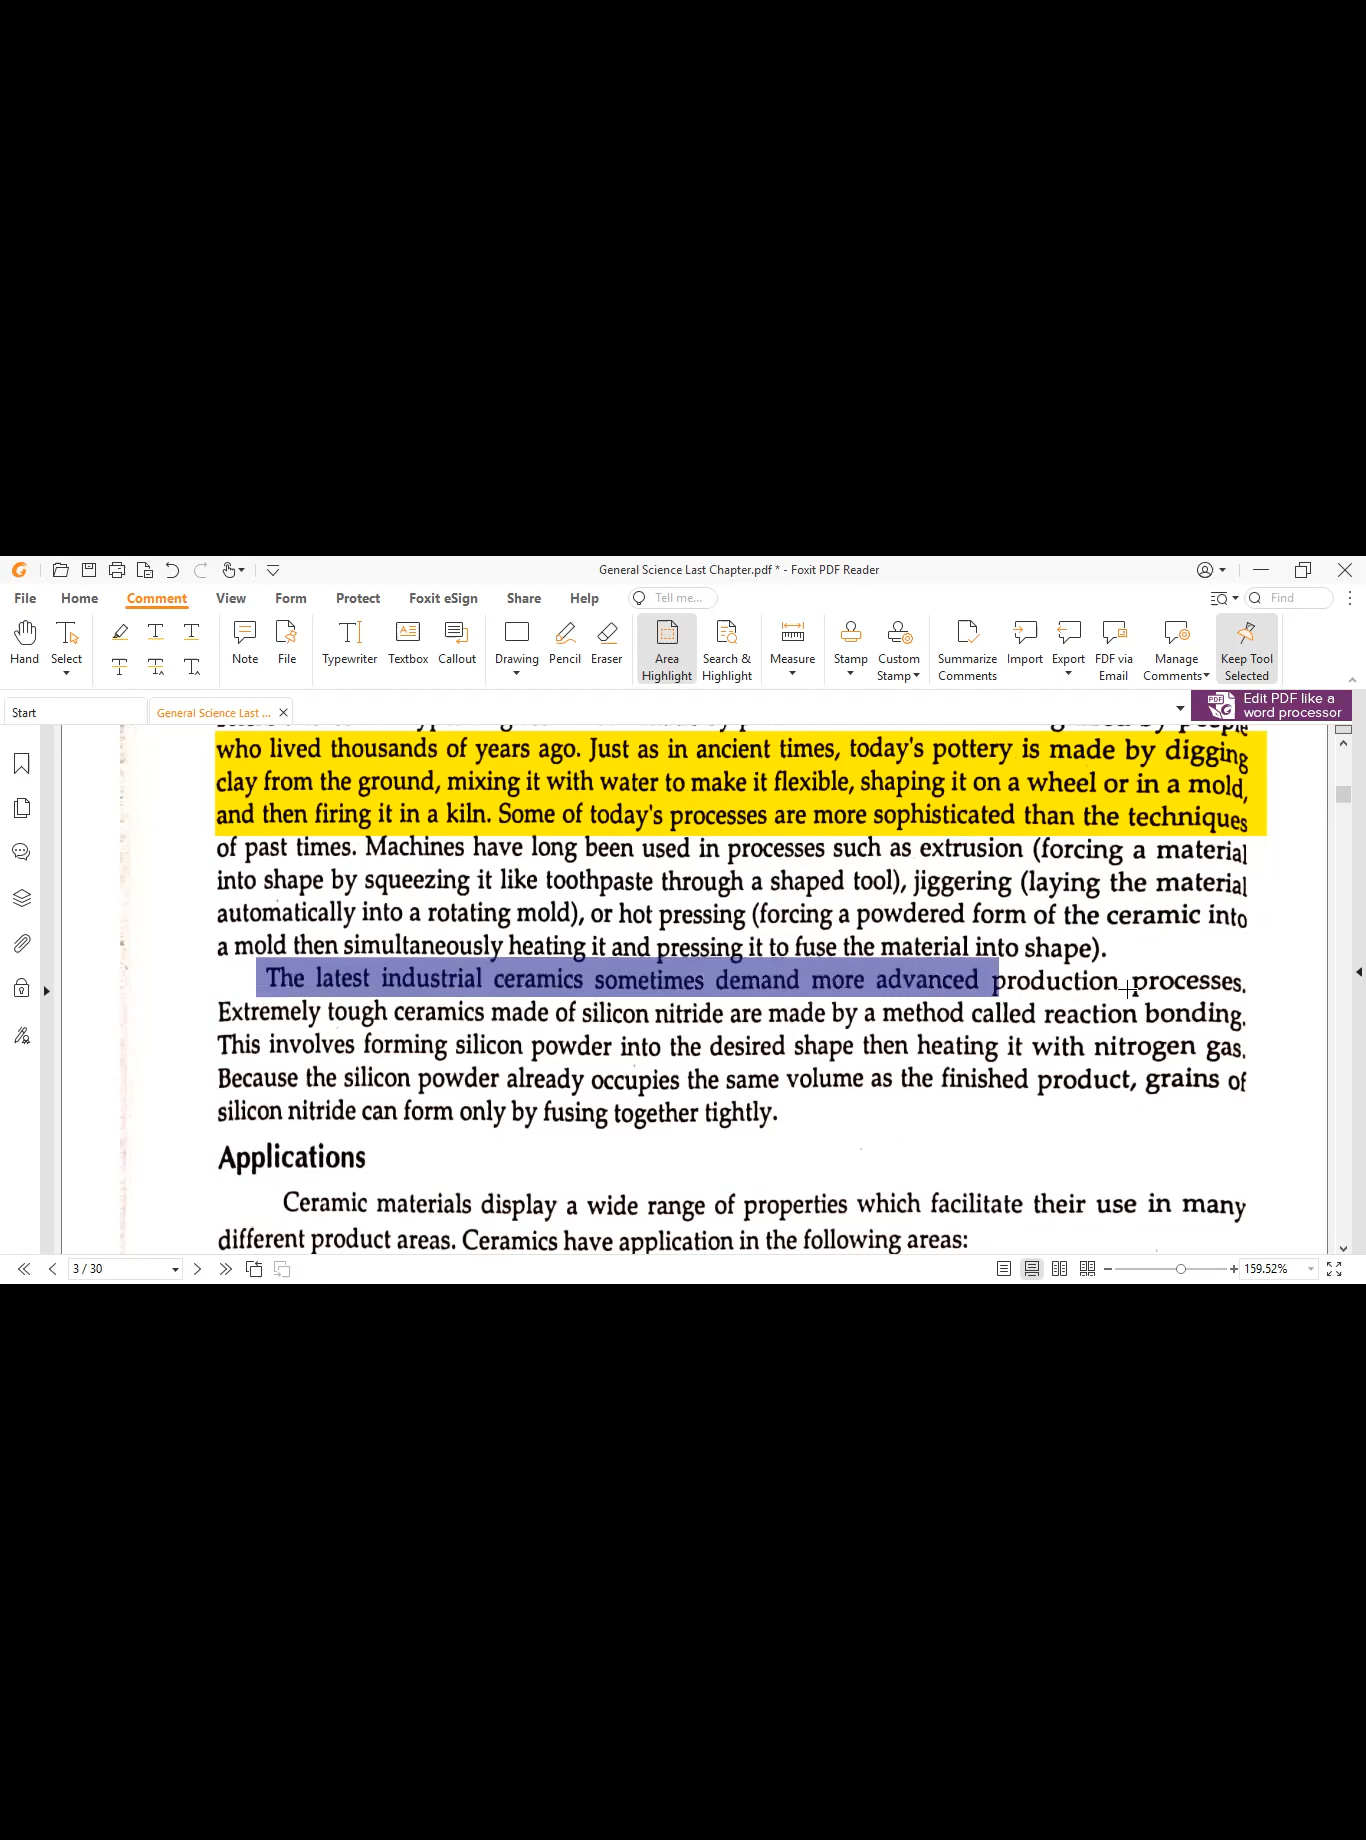 General Science Last Chapter.pdf * - Foxit PDF Reader
File Home Comment View Form Protect Foxit eSign Share Help Tell me... Find
Hand Select Note File Typewriter Textbox Callout Drawing Pencil Eraser Area Highlight Search & Highlight Measure Stamp Custom Stamp Summarize Comments Import Export FDF via Email Manage Comments Keep Tool Selected
Start General Science Last ... Edit PDF like a word processor
who lived thousands of years ago. Just as in ancient times, today's pottery is made by digging
clay from the ground, mixing it with water to make it flexible, shaping it on a wheel or in a mold,
and then firing it in a kiln. Some of today's processes are more sophisticated than the techniques
of past times. Machines have long been used in processes such as extrusion (forcing a material
into shape by squeezing it like toothpaste through a shaped tool), jiggering (laying the material
automatically into a rotating mold), or hot pressing (forcing a powdered form of the ceramic into
a mold then simultaneously heating it and pressing it to fuse the material into shape).
The latest industrial ceramics sometimes demand more advanced production processes.
Extremely tough ceramics made of silicon nitride are made by a method called reaction bonding.
This involves forming silicon powder into the desired shape then heating it with nitrogen gas.
Because the silicon powder already occupies the same volume as the finished product, grains of
silicon nitride can form only by fusing together tightly.
Applications
Ceramic materials display a wide range of properties which facilitate their use in many
different product areas. Ceramics have application in the following areas:
3 / 30 159.52%